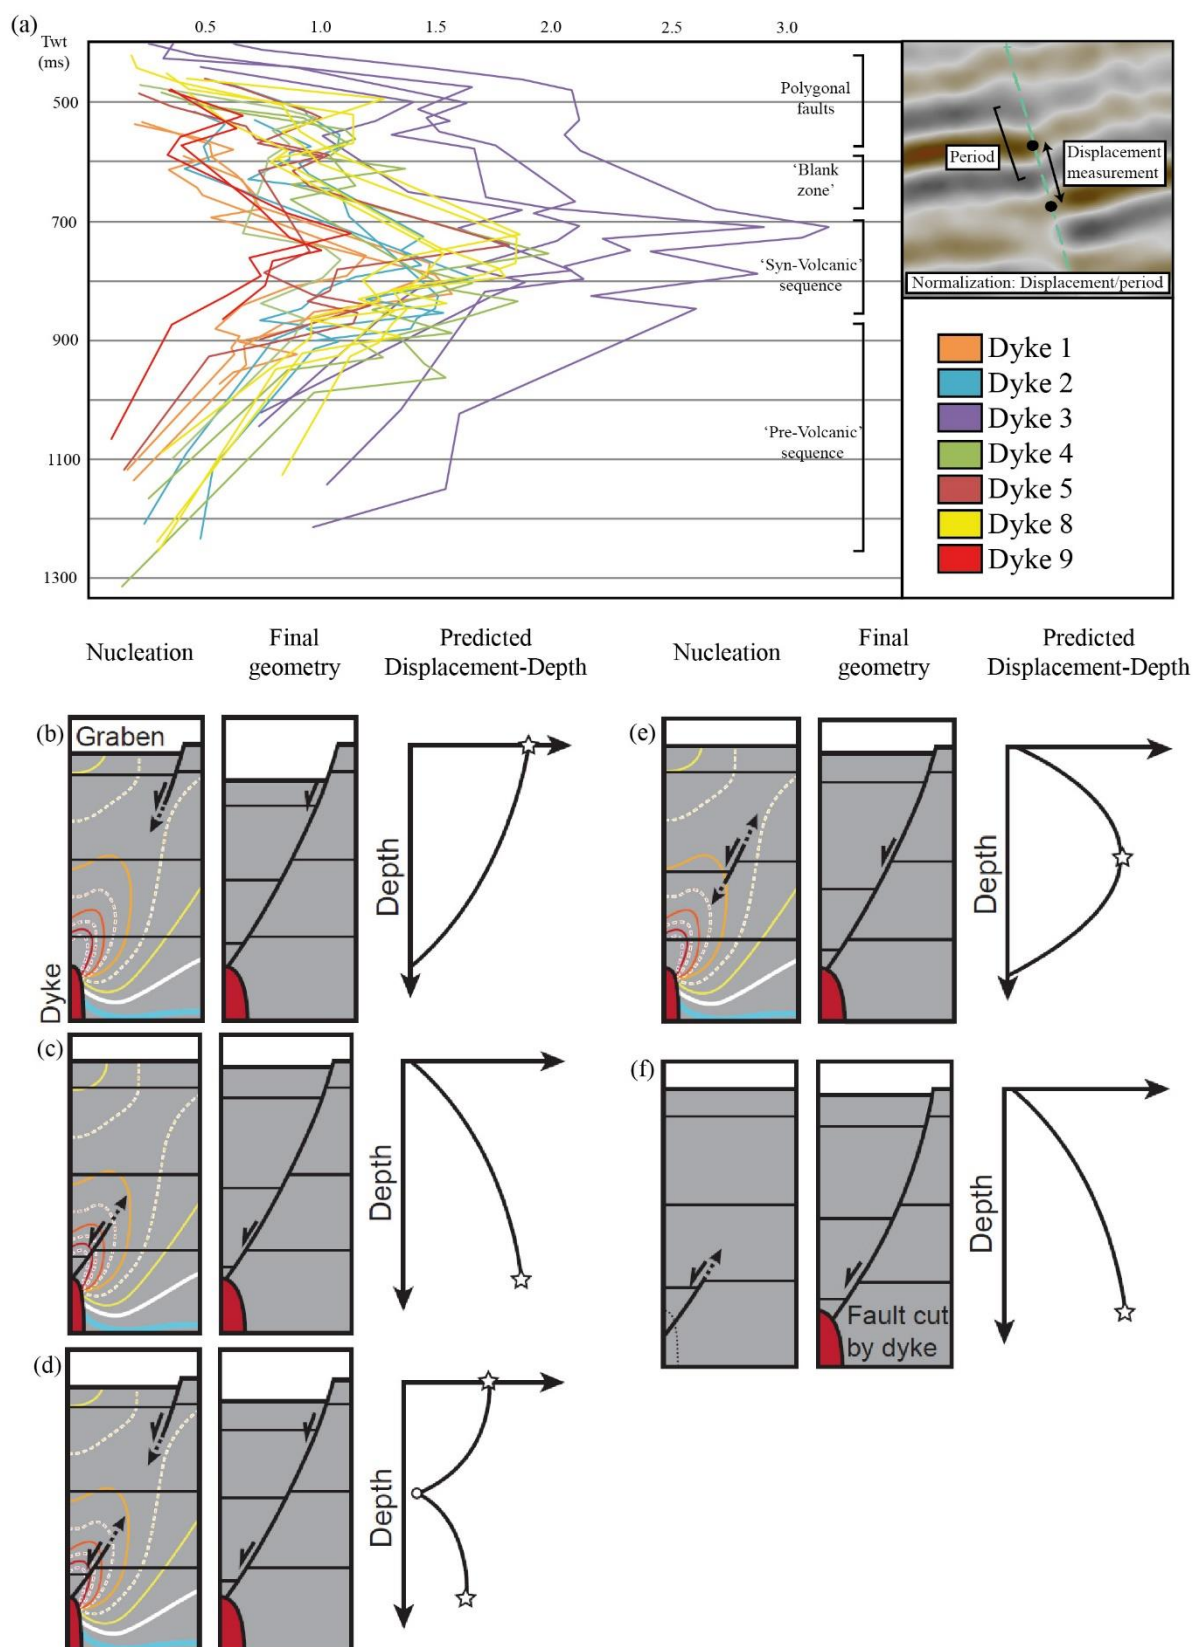 (a)
0.5 1.0 1.5 2.0 2.5 3.0
Twt
(ms)
500
700
900
1100
1300
Polygonal
faults
'Blank
zone'
'Syn-Volcanic'
sequence
'Pre-Volcanic'
sequence
Period
Displacement
measurement
Normalization: Displacement/period
Dyke 1
Dyke 2
Dyke 3
Dyke 4
Dyke 5
Dyke 8
Dyke 9
Nucleation
Final
geometry
Predicted
Displacement-Depth
Nucleation
Final
geometry
Predicted
Displacement-Depth
(b)
Graben
Dyke
Depth
(e)
Depth
(c)
Depth
(f)
Fault cut
by dyke
Depth
(d)
Depth